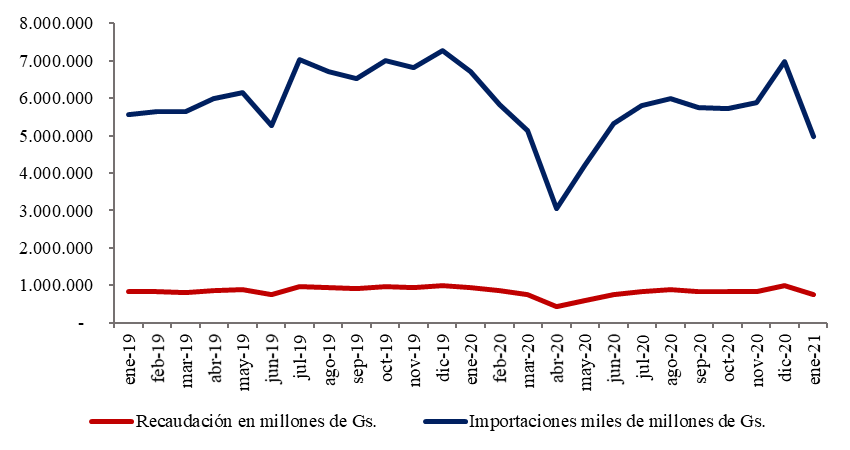 8.000.000
7.000.000
6.000.000
5.000.000
4.000.000
3.000.000
2.000.000
1.000.000
-
ene-19
feb-19
mar-19
abr-19
may-19
jun-19
jul-19
ago-19
sep-19
oct-19
nov-19
dic-19
ene-20
feb-20
mar-20
abr-20
may-20
jun-20
jul-20
ago-20
sep-20
oct-20
nov-20
dic-20
ene-21
Recaudación en millones de Gs. Importaciones miles de millones de Gs.